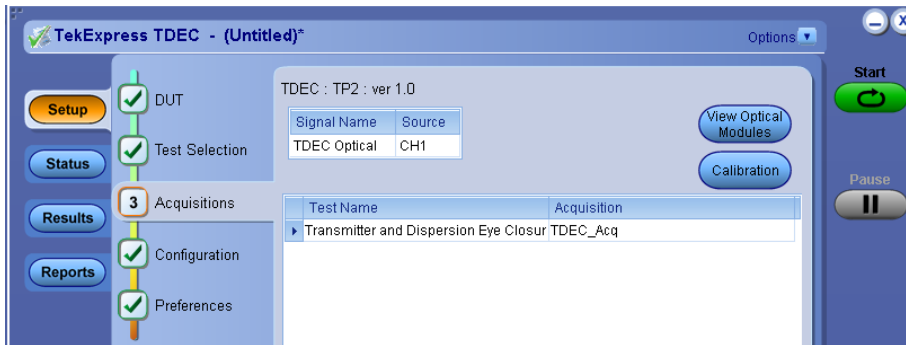 TekExpress TDEC - (Untitled)*
Options
Start
Pause
Setup
Status
Results
Reports
DUT
Test Selection
3 Acquisitions
Configuration
Preferences
TDEC : TP2 : ver 1.0
Signal Name Source
TDEC Optical CH1
View Optical
Modules
Calibration
Test Name Acquisition
Transmitter and Dispersion Eye Closur TDEC_Acq